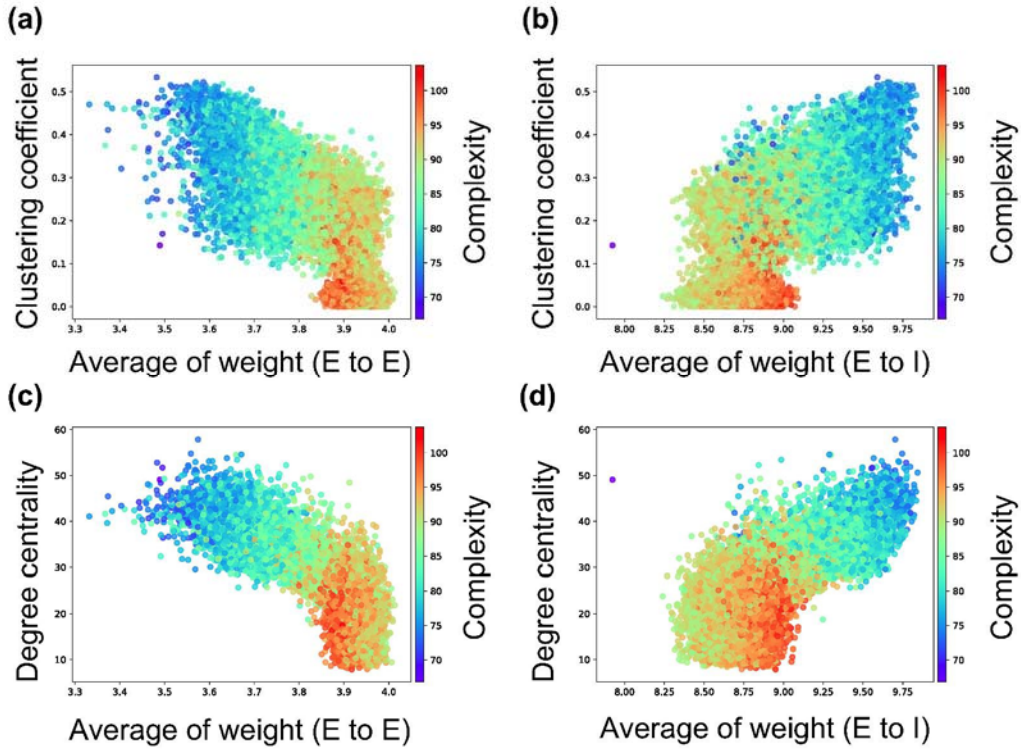 (a)
(b)
Clustering coefficient
0.5
0.4
0.3
0.2
0.1
0.0
3.3 3.4 3.5 3.6 3.7 3.8 3.9 4.0
Average of weight (E to E)
100
95
90
85
80
75
70
Complexity
Clustering coefficient
0.5
0.4
0.3
0.2
0.1
0.0
8.00 8.25 8.50 8.75 9.00 9.25 9.50 9.75
Average of weight (E to I)
100
95
90
85
80
75
70
Complexity
(c)
(d)
Degree centrality
60
50
40
30
20
10
3.3 3.4 3.5 3.6 3.7 3.8 3.9 4.0
Average of weight (E to E)
100
95
90
85
80
75
70
Complexity
Degree centrality
60
50
40
30
20
10
8.00 8.25 8.50 8.75 9.00 9.25 9.50 9.75
Average of weight (E to I)
100
95
90
85
80
75
70
Complexity